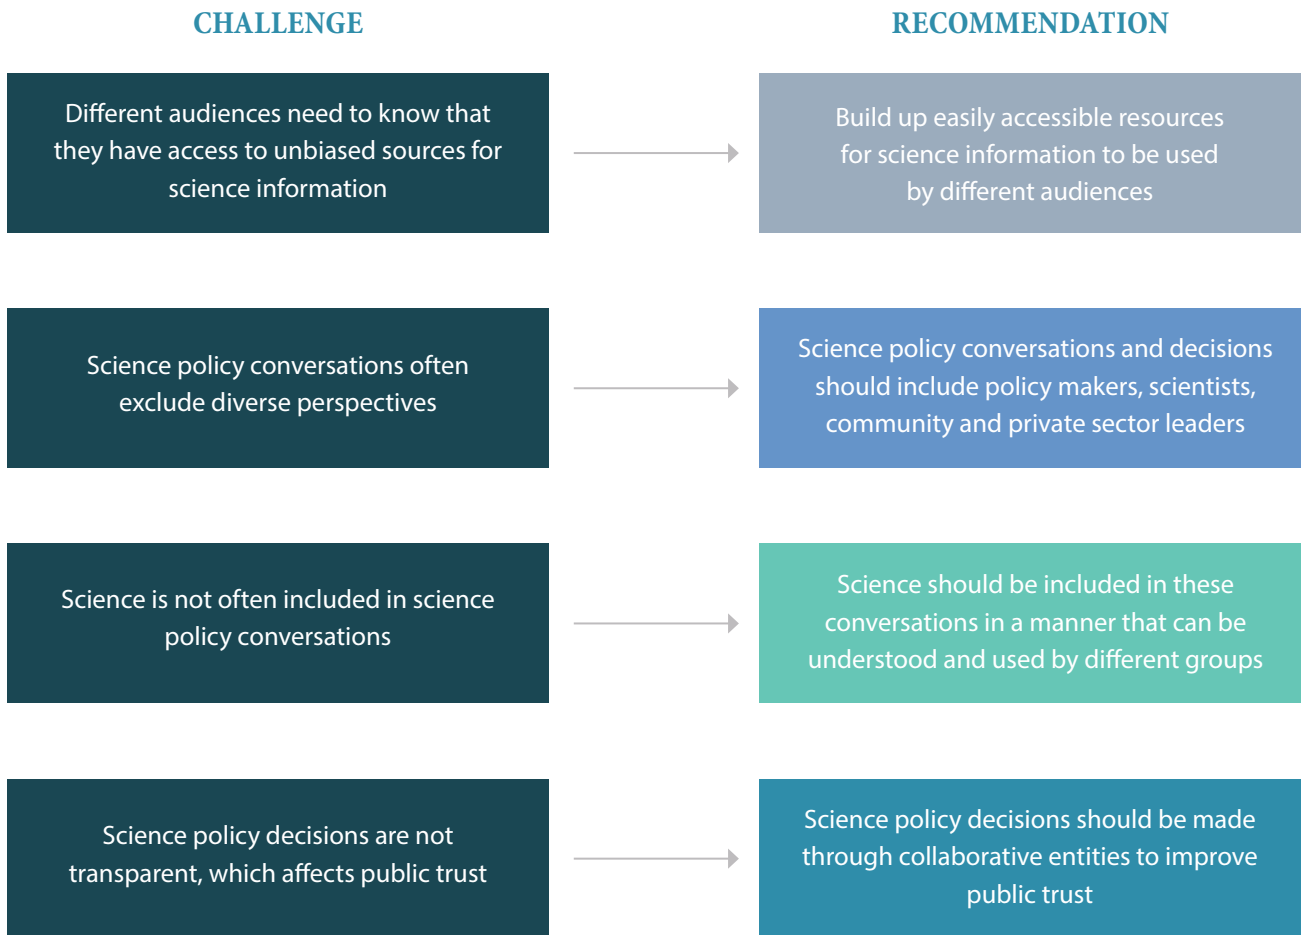 CHALLENGE
RECOMMENDATION
Different audiences need to know that
they have access to unbiased sources for
science information
Build up easily accessible resources
for science information to be used
by different audiences
Science policy conversations often
exclude diverse perspectives
Science policy conversations and decisions
should include policy makers, scientists,
community and private sector leaders
Science is not often included in science
policy conversations
Science should be included in these
conversations in a manner that can be
understood and used by different groups
Science policy decisions are not
transparent, which affects public trust
Science policy decisions should be made
through collaborative entities to improve
public trust